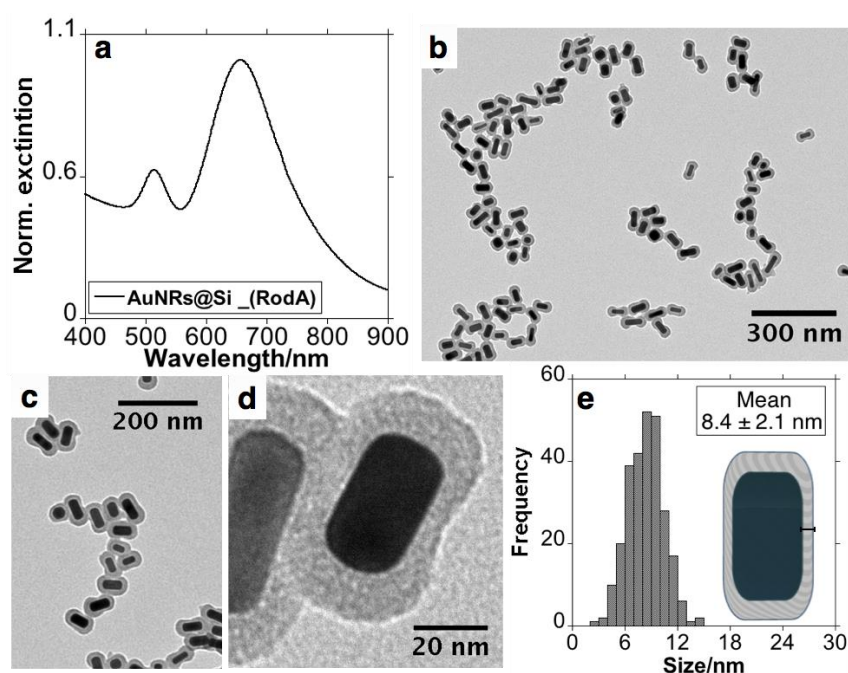 a
1.1
0.6
0
Norm. exctintion
AuNRs@Si _(RodA)
400 500 600 700 800 900
Wavelength/nm
b
300 nm
c
200 nm
d
20 nm
e
60
40
20
0
Frequency
Mean
8.4 ± 2.1 nm
0 6 12 18 24 30
Size/nm